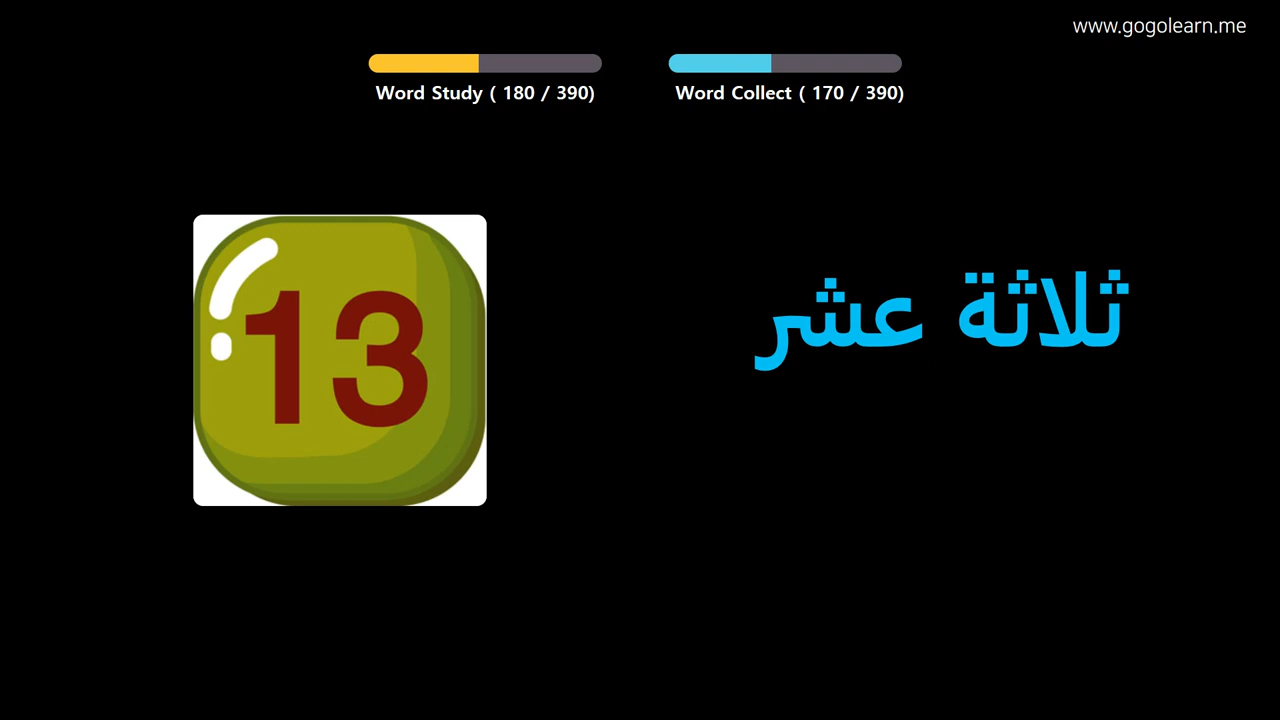 www.gogolearn.me
Word Study ( 180 / 390)
Word Collect ( 170 / 390)
13
ثلاثة عشر